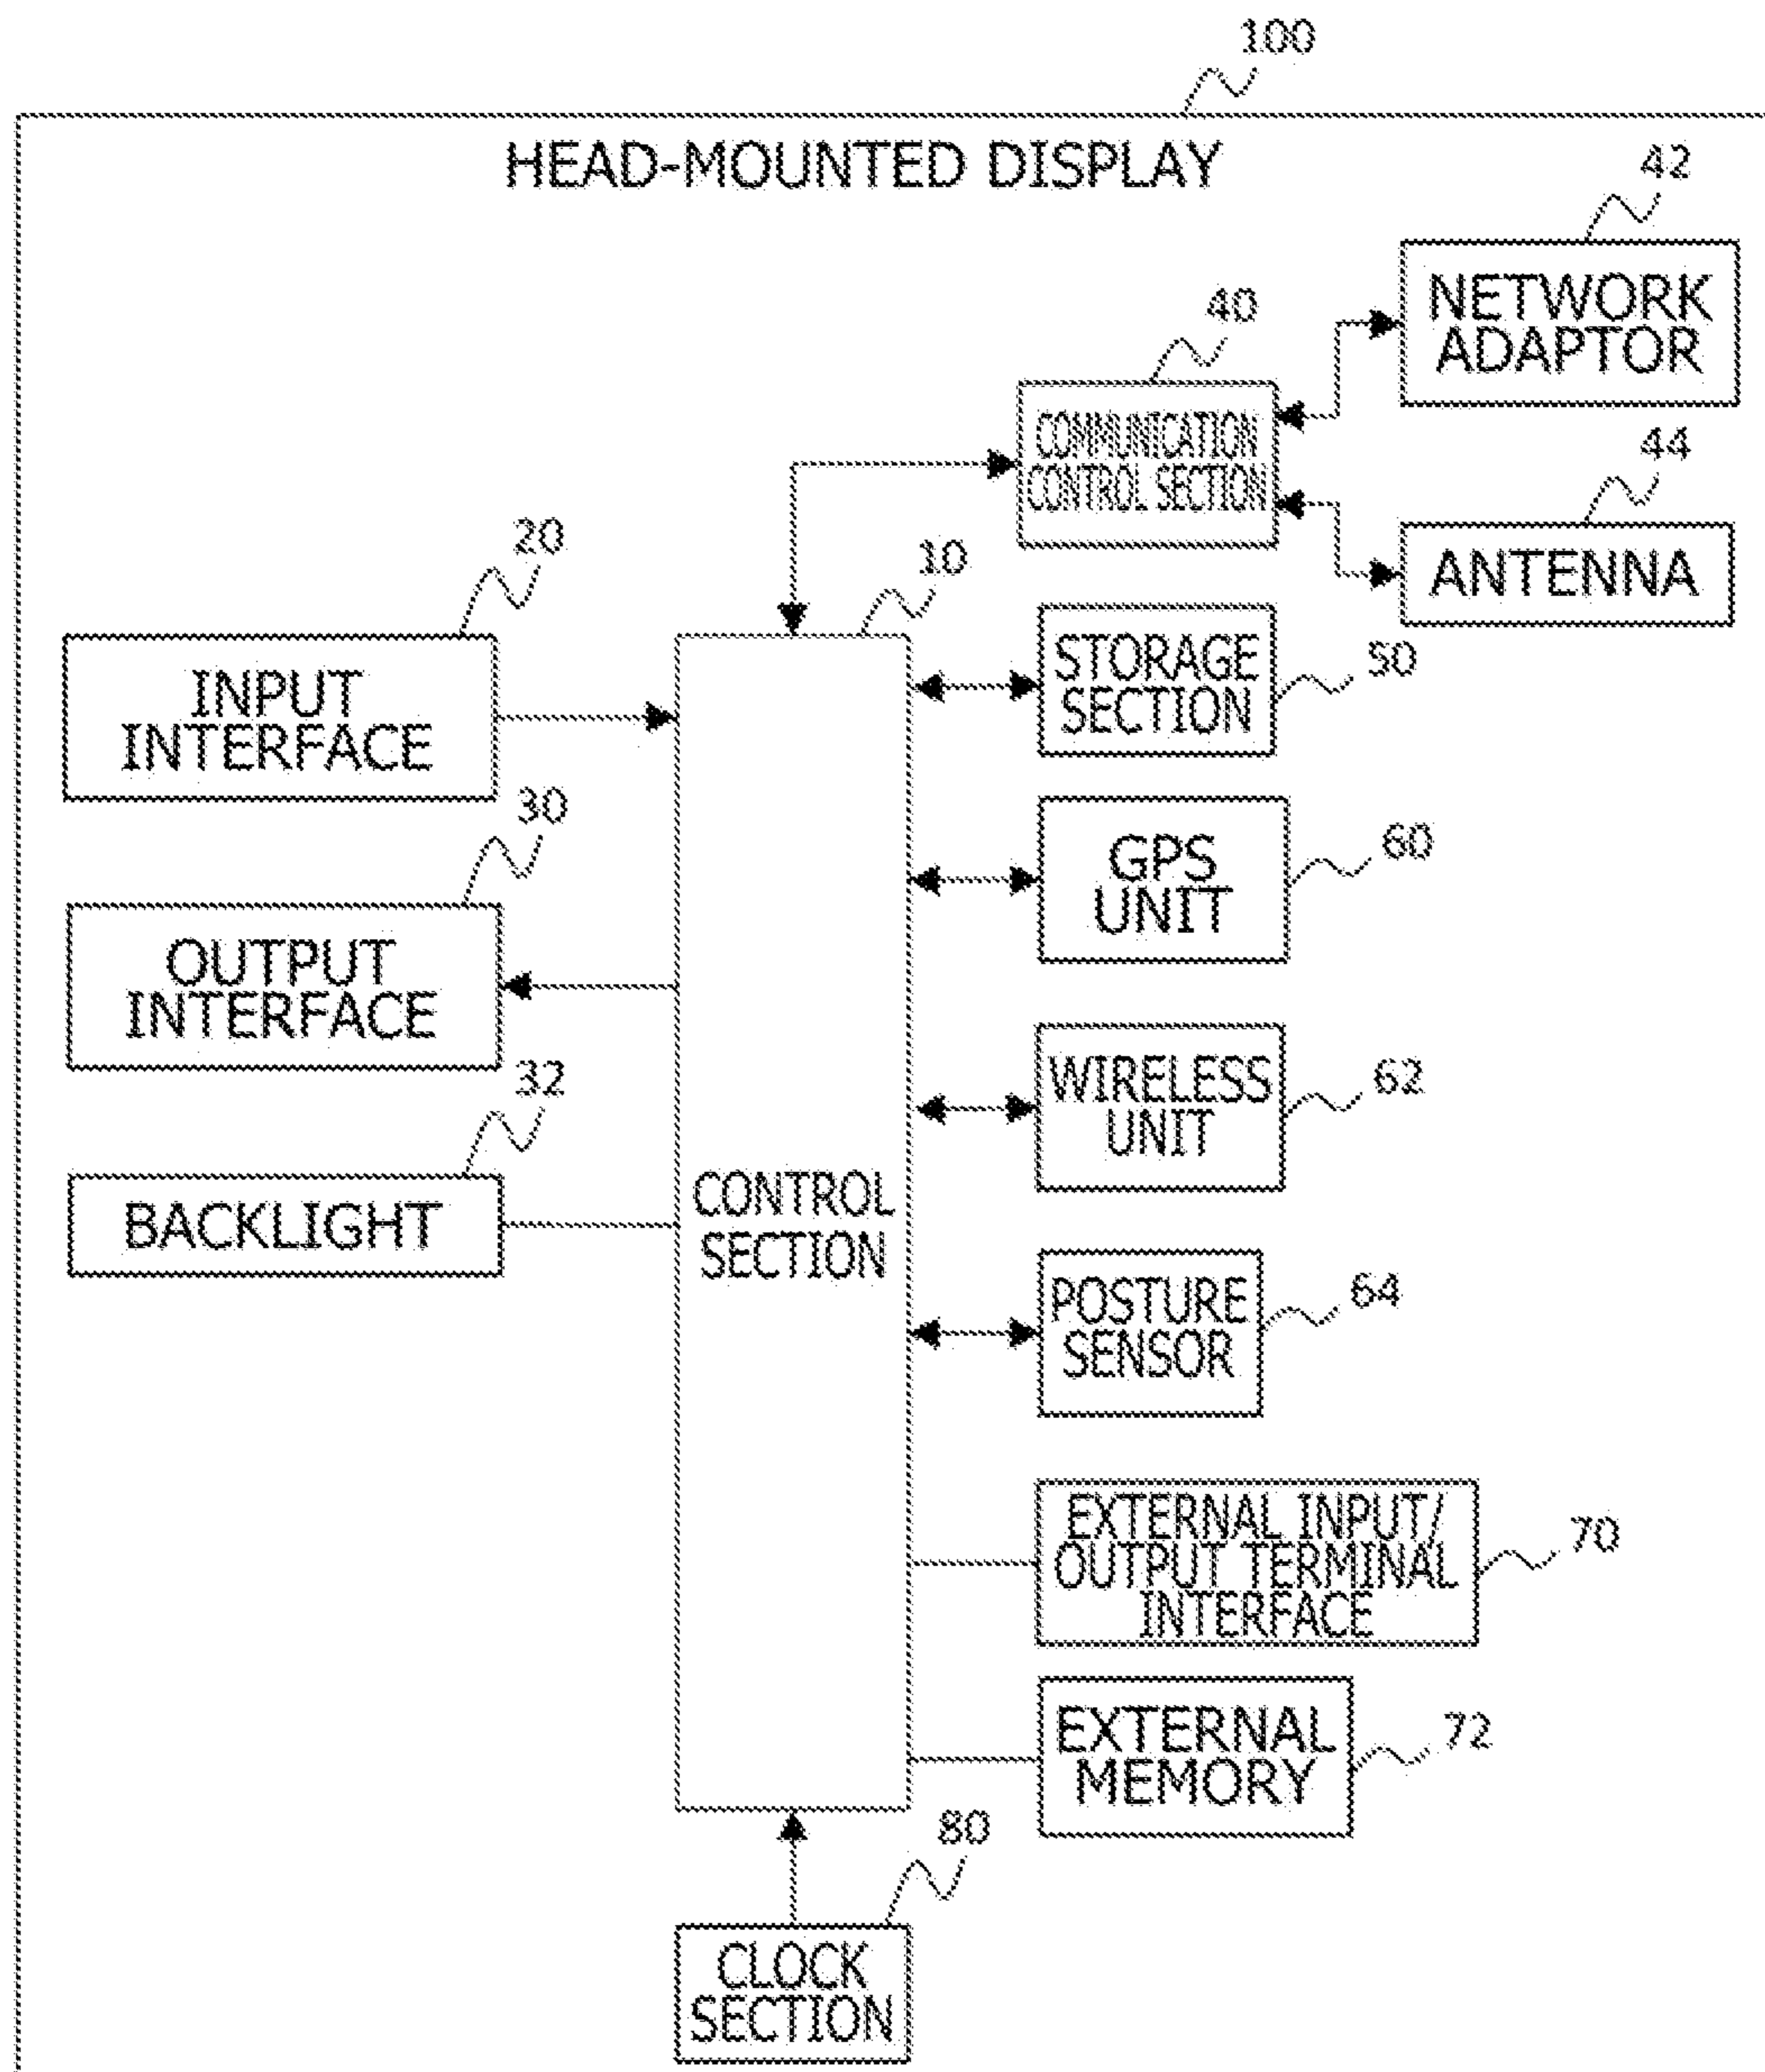 100
HEAD-MOUNTED DISPLAY
42
NETWORK
ADAPTOR
40
COMMUNICATION
CONTROL SECTION
44
ANTENNA
20
INPUT
INTERFACE
10
STORAGE
SECTION
50
30
OUTPUT
INTERFACE
GPS
UNIT
60
32
BACKLIGHT
WIRELESS
UNIT
62
CONTROL
SECTION
POSTURE
SENSOR
64
EXTERNAL INPUT/
OUTPUT TERMINAL
INTERFACE
70
EXTERNAL
MEMORY
72
80
CLOCK
SECTION